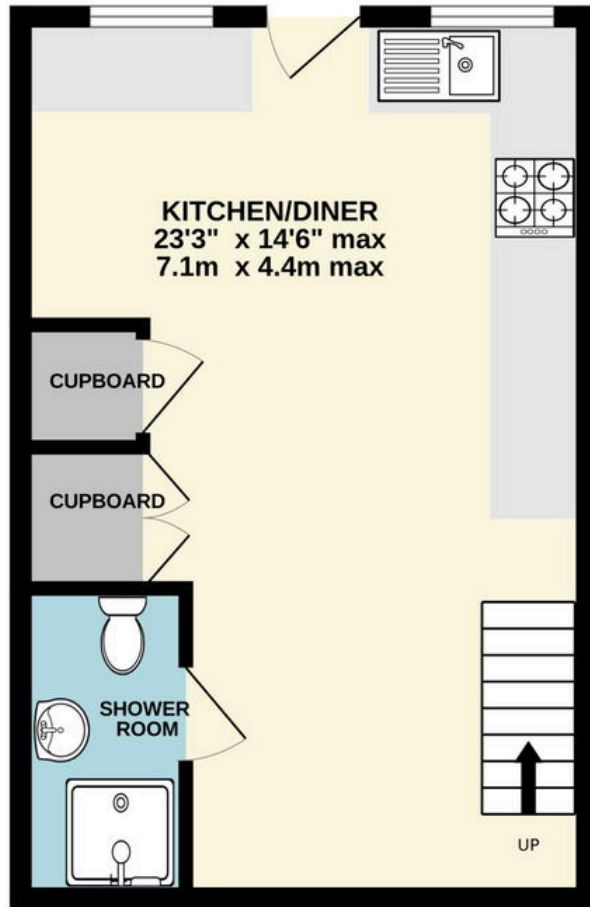 KITCHEN/DINER
23'3" x 14'6" max
7.1m x 4.4m max
CUPBOARD
CUPBOARD
SHOWER
ROOM
UP